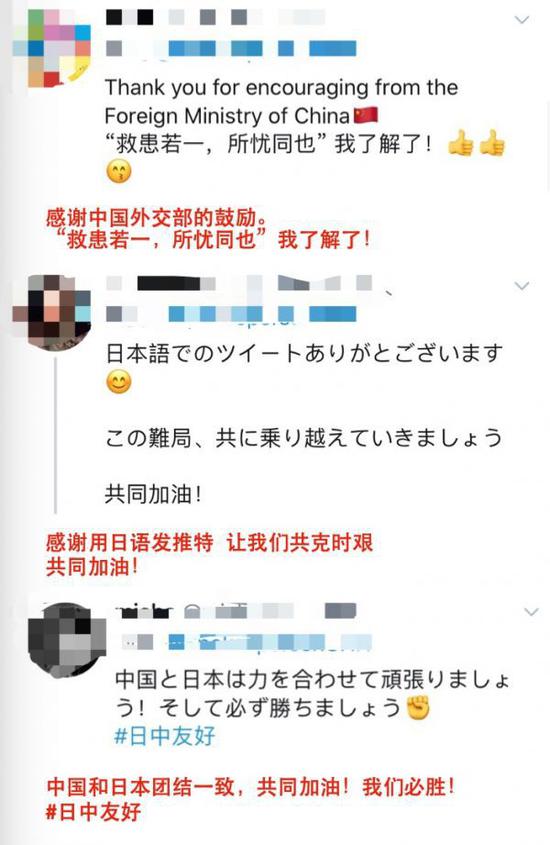 Thank you for encouraging from the
Foreign Ministry of China🇨🇳
“救患若一，所忧同也” 我了解了！👍👍
😙
感谢中国外交部的鼓励。
“救患若一，所忧同也” 我了解了！
日本語でのツイートありがとございます
😊
この難局、共に乗り越えていきましょう
共同加油！
感谢用日语发推特 让我们共克时艰
共同加油！
中国と日本は力を合わせて頑張りましょ
う！そして必ず勝ちましょう✊
#日中友好
中国和日本团结一致，共同加油！我们必胜！
#日中友好